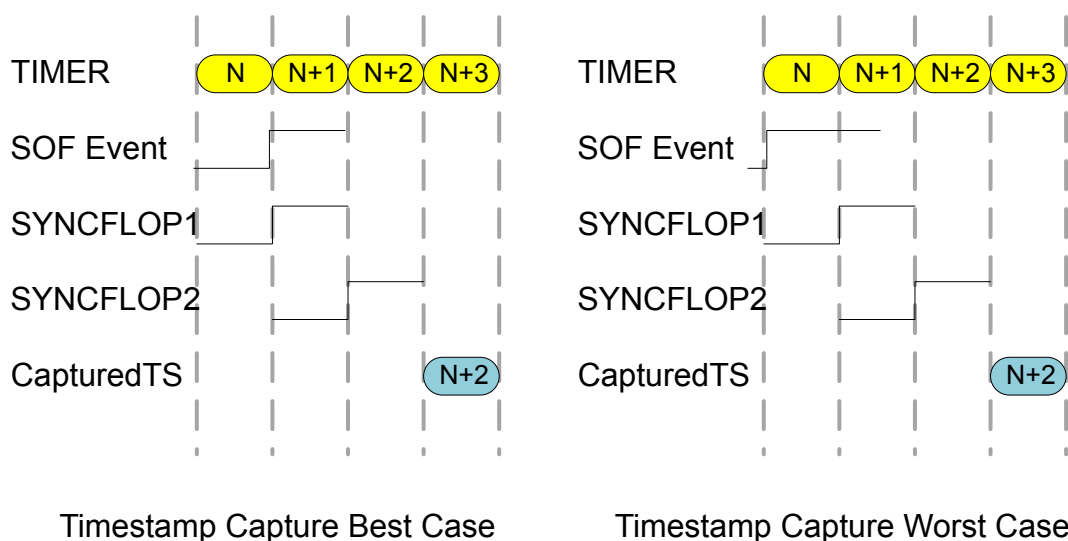 TIMER N N+1 N+2 N+3
SOF Event
SYNCFLOP1
SYNCFLOP2
CapturedTS N+2
Timestamp Capture Best Case
TIMER N N+1 N+2 N+3
SOF Event
SYNCFLOP1
SYNCFLOP2
CapturedTS N+2
Timestamp Capture Worst Case